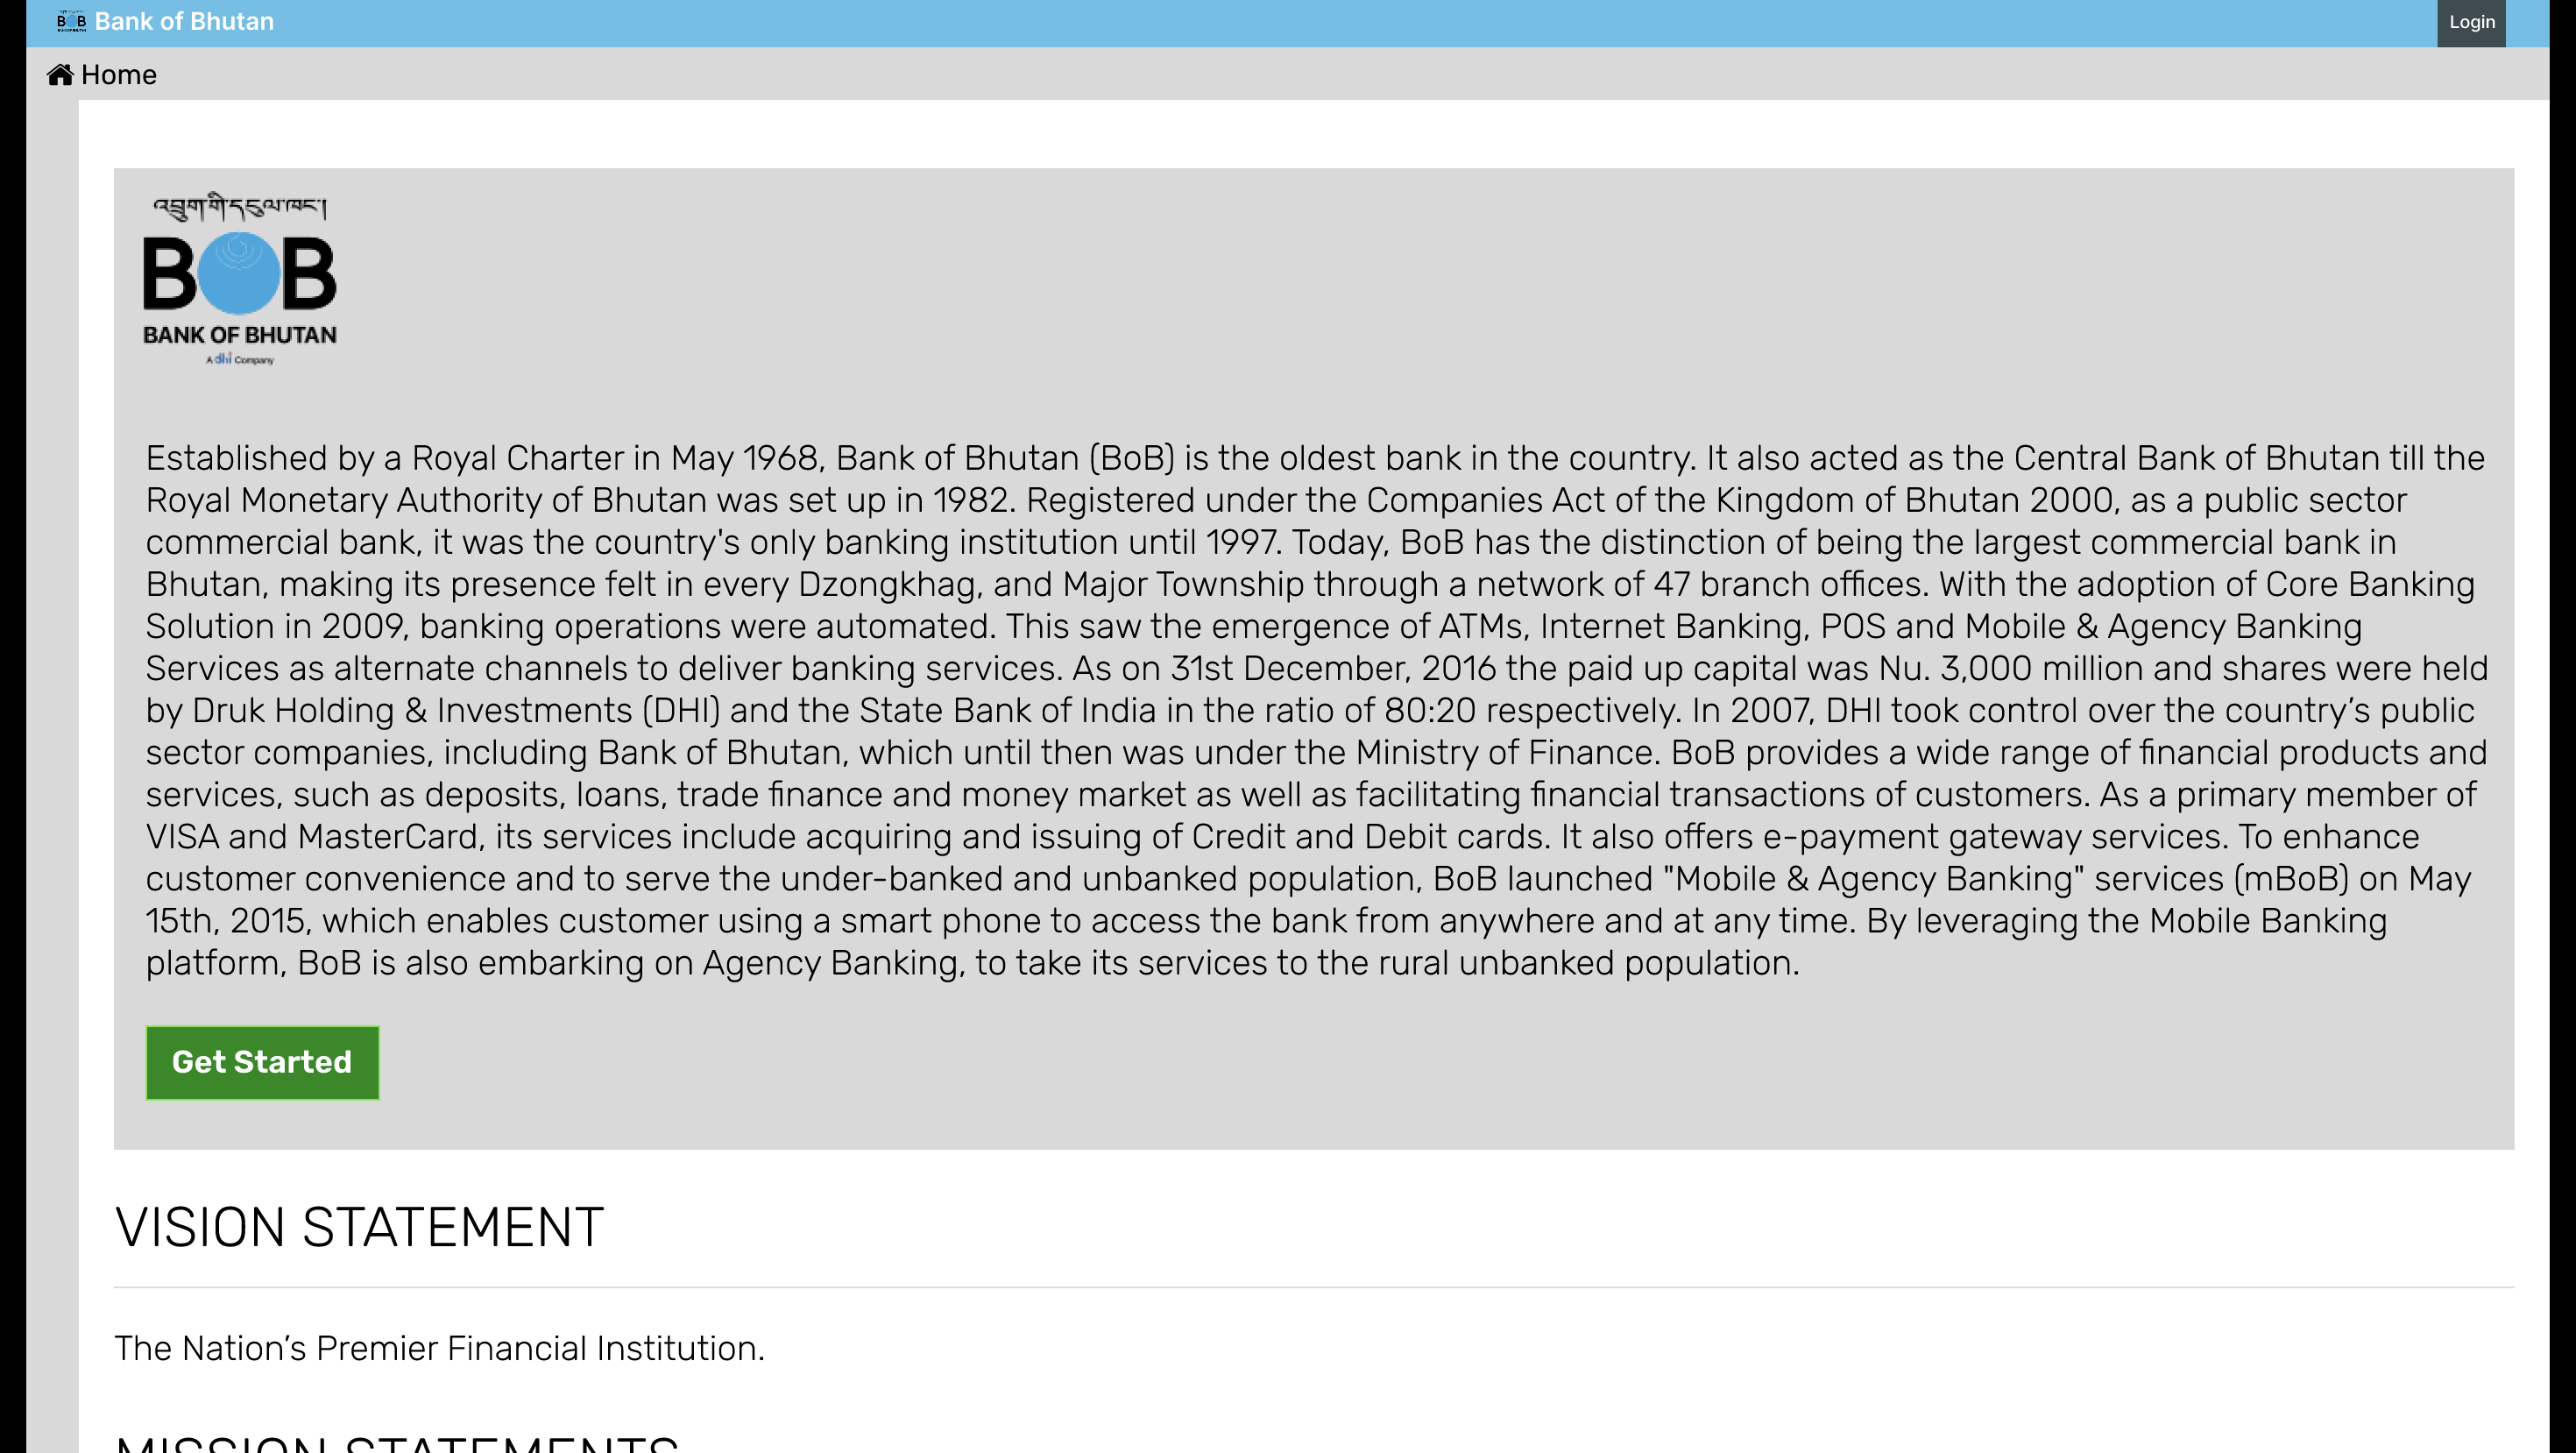 Bank of Bhutan
Login
Home
འབྲུག་གི་དངུལ་ཁང་།
BOB
BANK OF BHUTAN
A dhi Company
Established by a Royal Charter in May 1968, Bank of Bhutan (BoB) is the oldest bank in the country. It also acted as the Central Bank of Bhutan till the
Royal Monetary Authority of Bhutan was set up in 1982. Registered under the Companies Act of the Kingdom of Bhutan 2000, as a public sector
commercial bank, it was the country's only banking institution until 1997. Today, BoB has the distinction of being the largest commercial bank in
Bhutan, making its presence felt in every Dzongkhag, and Major Township through a network of 47 branch offices. With the adoption of Core Banking
Solution in 2009, banking operations were automated. This saw the emergence of ATMs, Internet Banking, POS and Mobile & Agency Banking
Services as alternate channels to deliver banking services. As on 31st December, 2016 the paid up capital was Nu. 3,000 million and shares were held
by Druk Holding & Investments (DHI) and the State Bank of India in the ratio of 80:20 respectively. In 2007, DHI took control over the country’s public
sector companies, including Bank of Bhutan, which until then was under the Ministry of Finance. BoB provides a wide range of financial products and
services, such as deposits, loans, trade finance and money market as well as facilitating financial transactions of customers. As a primary member of
VISA and MasterCard, its services include acquiring and issuing of Credit and Debit cards. It also offers e-payment gateway services. To enhance
customer convenience and to serve the under-banked and unbanked population, BoB launched "Mobile & Agency Banking" services (mBoB) on May
15th, 2015, which enables customer using a smart phone to access the bank from anywhere and at any time. By leveraging the Mobile Banking
platform, BoB is also embarking on Agency Banking, to take its services to the rural unbanked population.
Get Started
VISION STATEMENT
The Nation’s Premier Financial Institution.
MISSION STATEMENTS